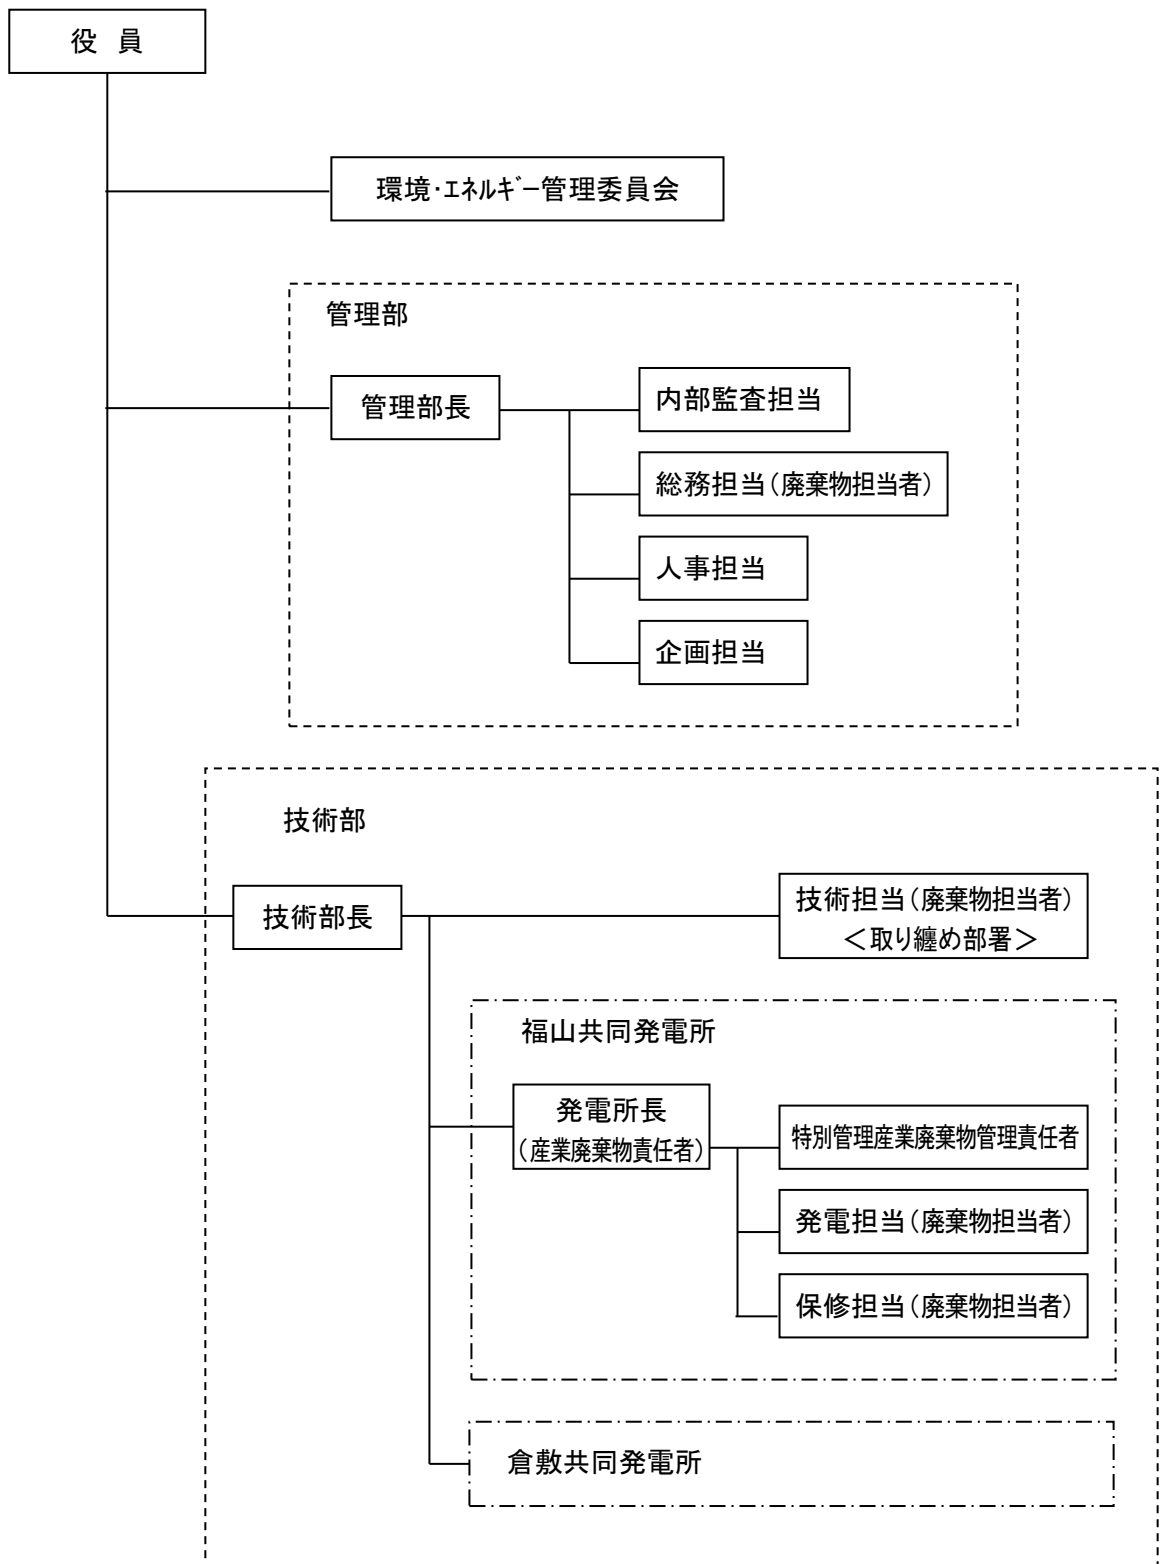 役　員
環境･ｴﾈﾙｷﾞｰ管理委員会
管理部
管理部長
内部監査担当
総務担当（廃棄物担当者）
人事担当
企画担当
技術部
技術部長
技術担当（廃棄物担当者）
＜取り纏め部署＞
福山共同発電所
発電所長
（産業廃棄物責任者）
特別管理産業廃棄物管理責任者
発電担当（廃棄物担当者）
保修担当（廃棄物担当者）
倉敷共同発電所